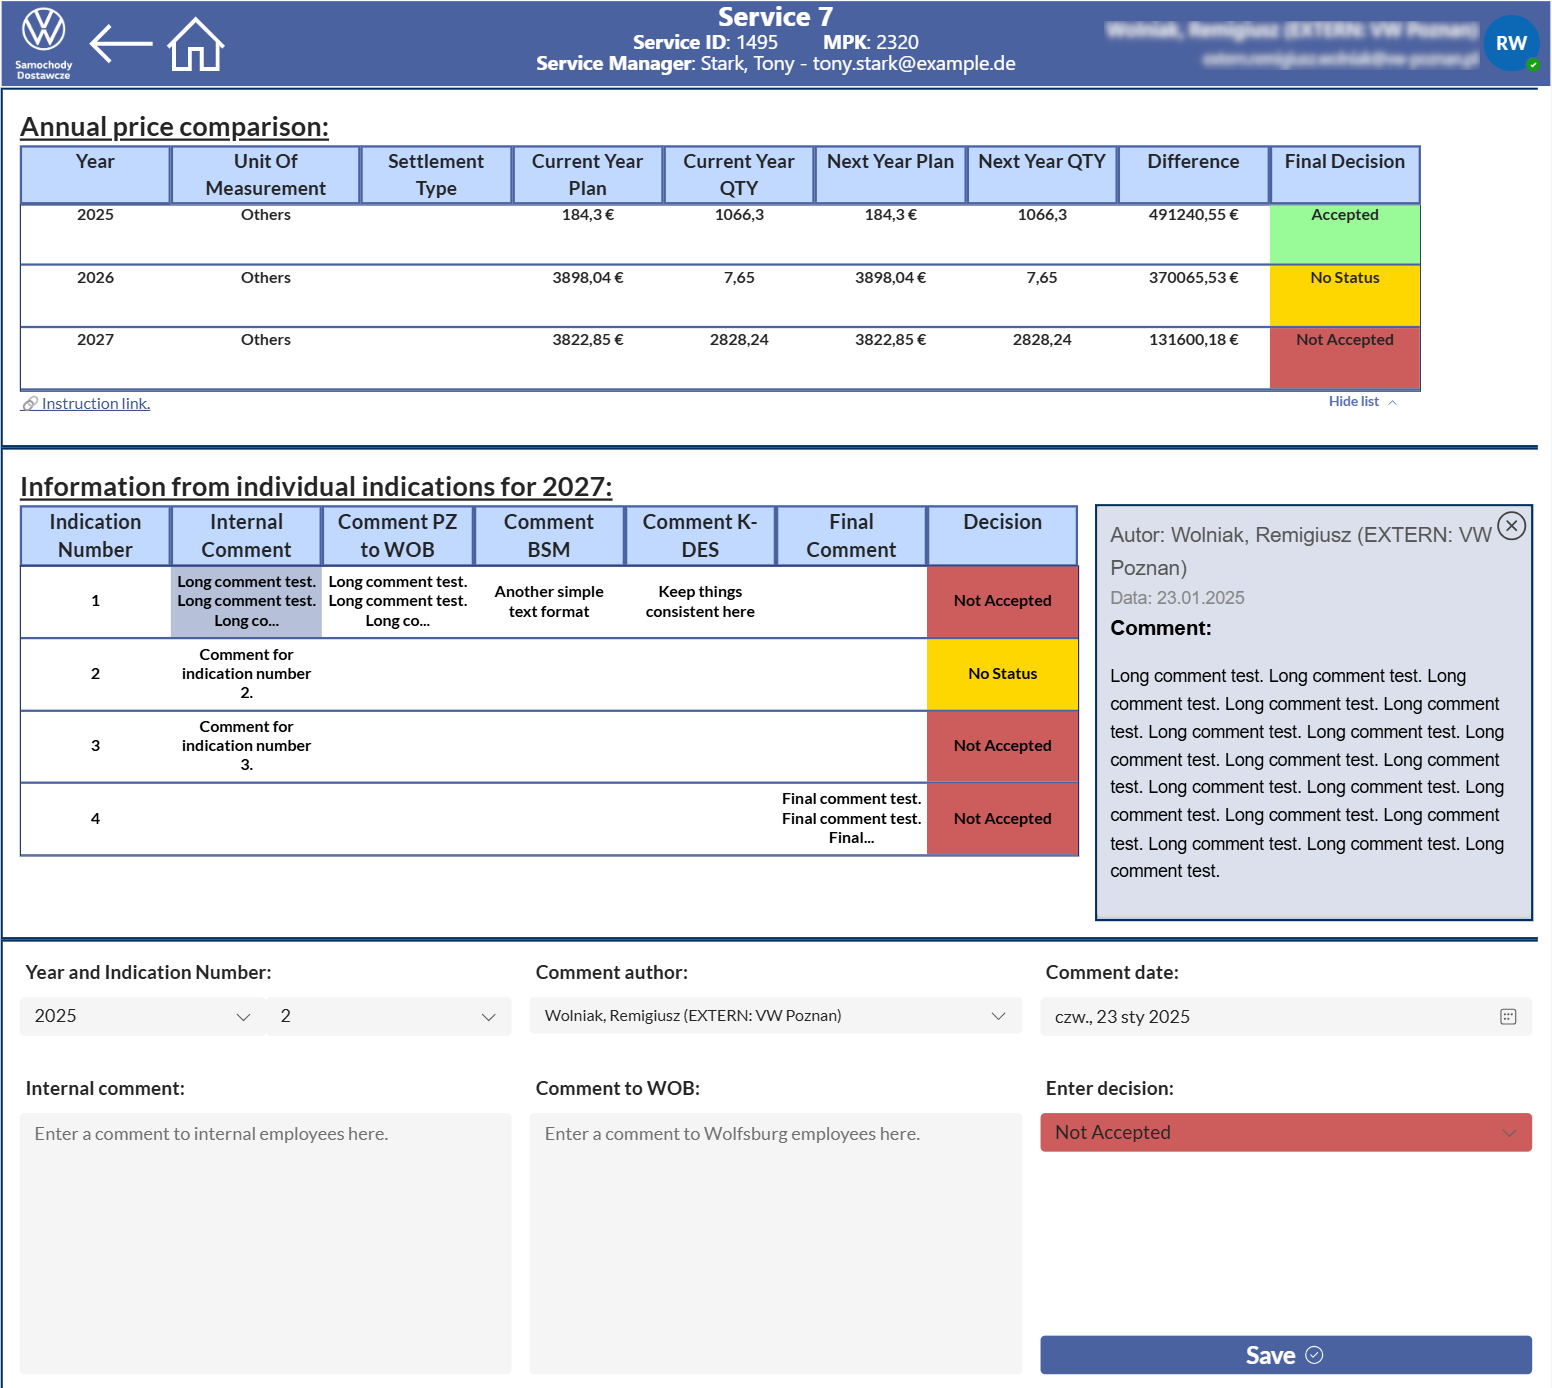 Samochody
Dostawcze
Service 7
Service ID: 1495 MPK: 2320
Service Manager: Stark, Tony - tony.stark@example.de
Wolniak, Remigiusz (EXTERN: VW Poznan)
RW
Annual price comparison:
Year Unit Of Measurement Settlement Type Current Year Plan Current Year QTY Next Year Plan Next Year QTY Difference Final Decision
2025 Others 184,3 € 1066,3 184,3 € 1066,3 491240,55 € Accepted
2026 Others 3898,04 € 7,65 3898,04 € 7,65 370065,53 € No Status
2027 Others 3822,85 € 2828,24 3822,85 € 2828,24 131600,18 € Not Accepted
Instruction link.
Hide list
Information from individual indications for 2027:
Indication Number Internal Comment Comment PZ to WOB Comment BSM Comment K-DES Final Comment Decision
1 Long comment test. Long comment test. Long co... Long comment test. Long comment test. Long co... Another simple text format Keep things consistent here Not Accepted
2 Comment for indication number 2. No Status
3 Comment for indication number 3. Not Accepted
4 Final comment test. Final comment test. Final... Not Accepted
Autor: Wolniak, Remigiusz (EXTERN: VW
Poznan)
Data: 23.01.2025
Comment:
Long comment test. Long comment test. Long
comment test. Long comment test. Long comment
test. Long comment test. Long comment test. Long
comment test. Long comment test. Long comment
test. Long comment test. Long comment test. Long
comment test. Long comment test. Long comment
test. Long comment test. Long comment test. Long
comment test.
Year and Indication Number:
2025 2
Comment author:
Wolniak, Remigiusz (EXTERN: VW Poznan)
Comment date:
czw., 23 sty 2025
Internal comment:
Enter a comment to internal employees here.
Comment to WOB:
Enter a comment to Wolfsburg employees here.
Enter decision:
Not Accepted
Save